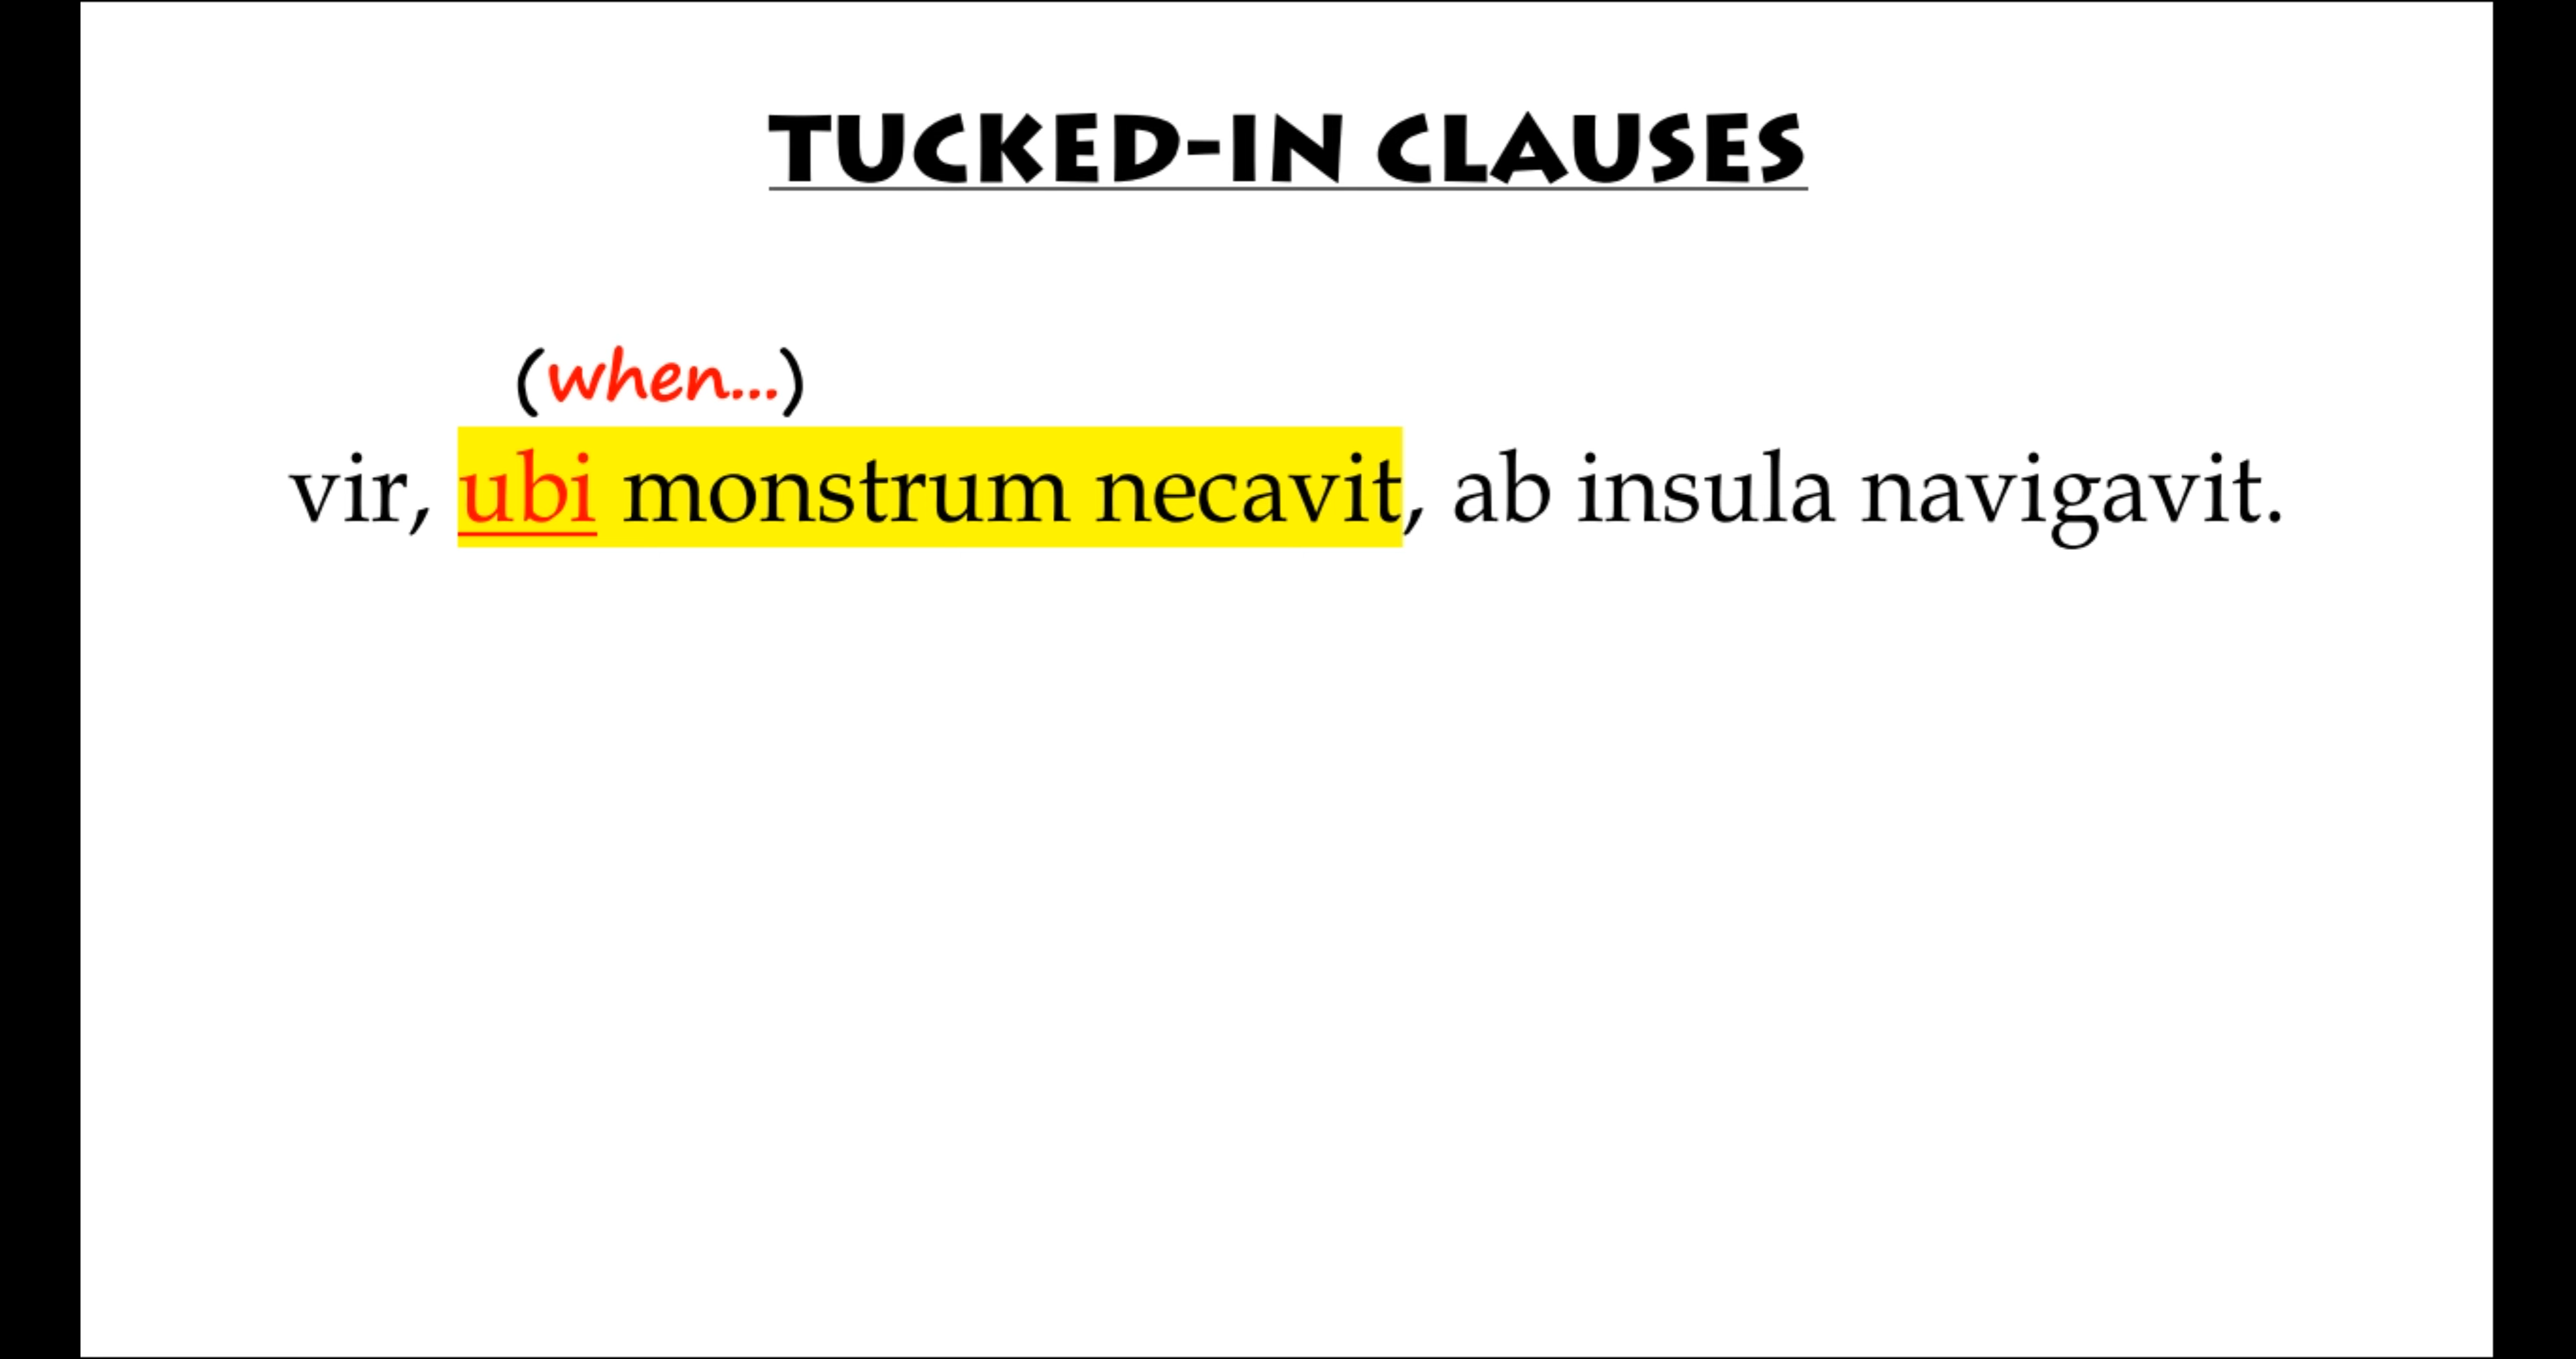 TUCKED-IN CLAUSES
(when...)
vir, ubi monstrum necavit, ab insula navigavit.